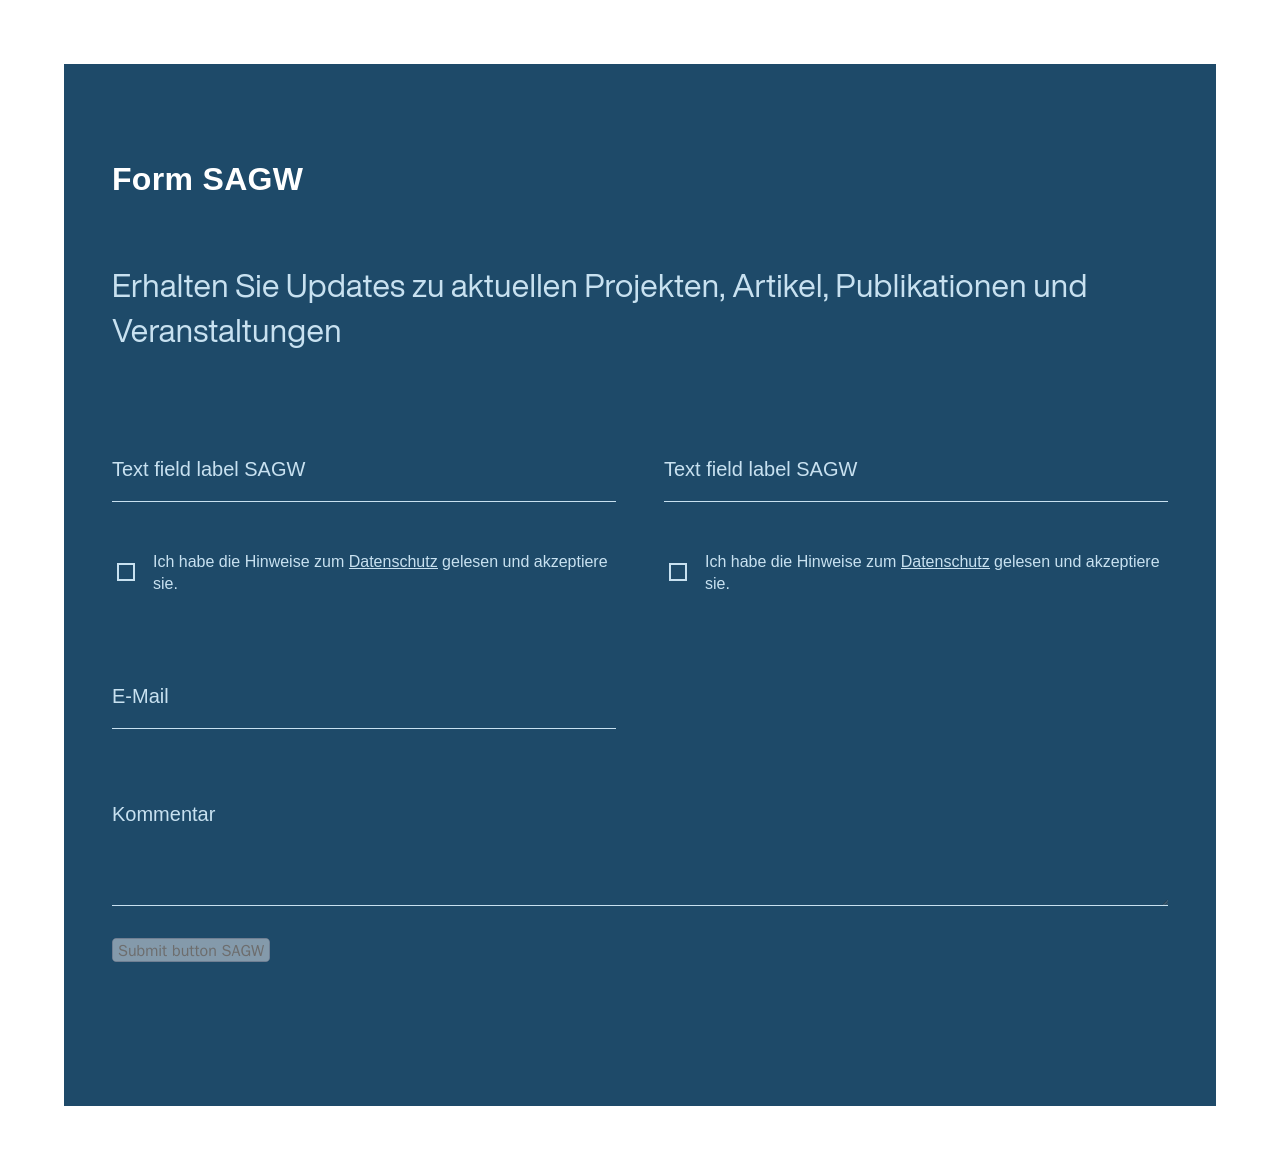 Form SAGW
Erhalten Sie Updates zu aktuellen Projekten, Artikel, Publikationen und
Veranstaltungen
Text field label SAGW
Text field label SAGW
Ich habe die Hinweise zum Datenschutz gelesen und akzeptiere
sie.
Ich habe die Hinweise zum Datenschutz gelesen und akzeptiere
sie.
E-Mail
Kommentar
Submit button SAGW